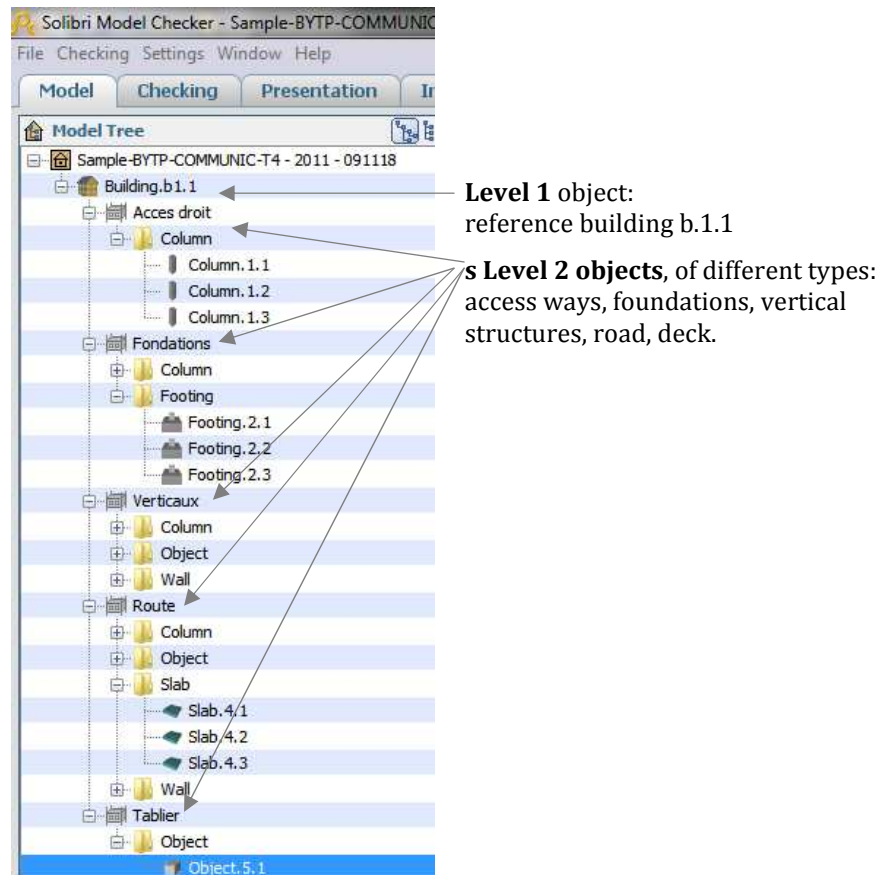 Solibri Model Checker - Sample-BYTP-COMMUNIC
File Checking Settings Window Help
Model Checking Presentation
Model Tree
Sample-BYTP-COMMUNIC-T4 - 2011 - 091118
Building.b1.1
Level 1 object:
reference building b.1.1
Acces droit
Column
Column.1.1
Column.1.2
Column.1.3
s Level 2 objects, of different types:
access ways, foundations, vertical
structures, road, deck.
Fondations
Column
Footing
Footing.2.1
Footing.2.2
Footing.2.3
Verticaux
Column
Object
Wall
Route
Column
Object
Slab
Slab.4.1
Slab.4.2
Slab.4.3
Wall
Tablier
Object
Object.5.1